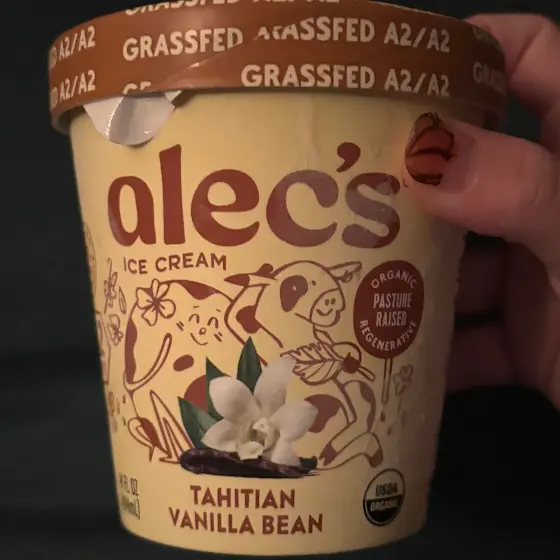 GRASSFED A2/A2
A2/A2
GRASSFED A2/A2
alec's
ICE CREAM
ORGANIC
PASTURE
RAISED
REGENERATIVE
TAHITIAN
VANILLA BEAN
USDA
ORGANIC